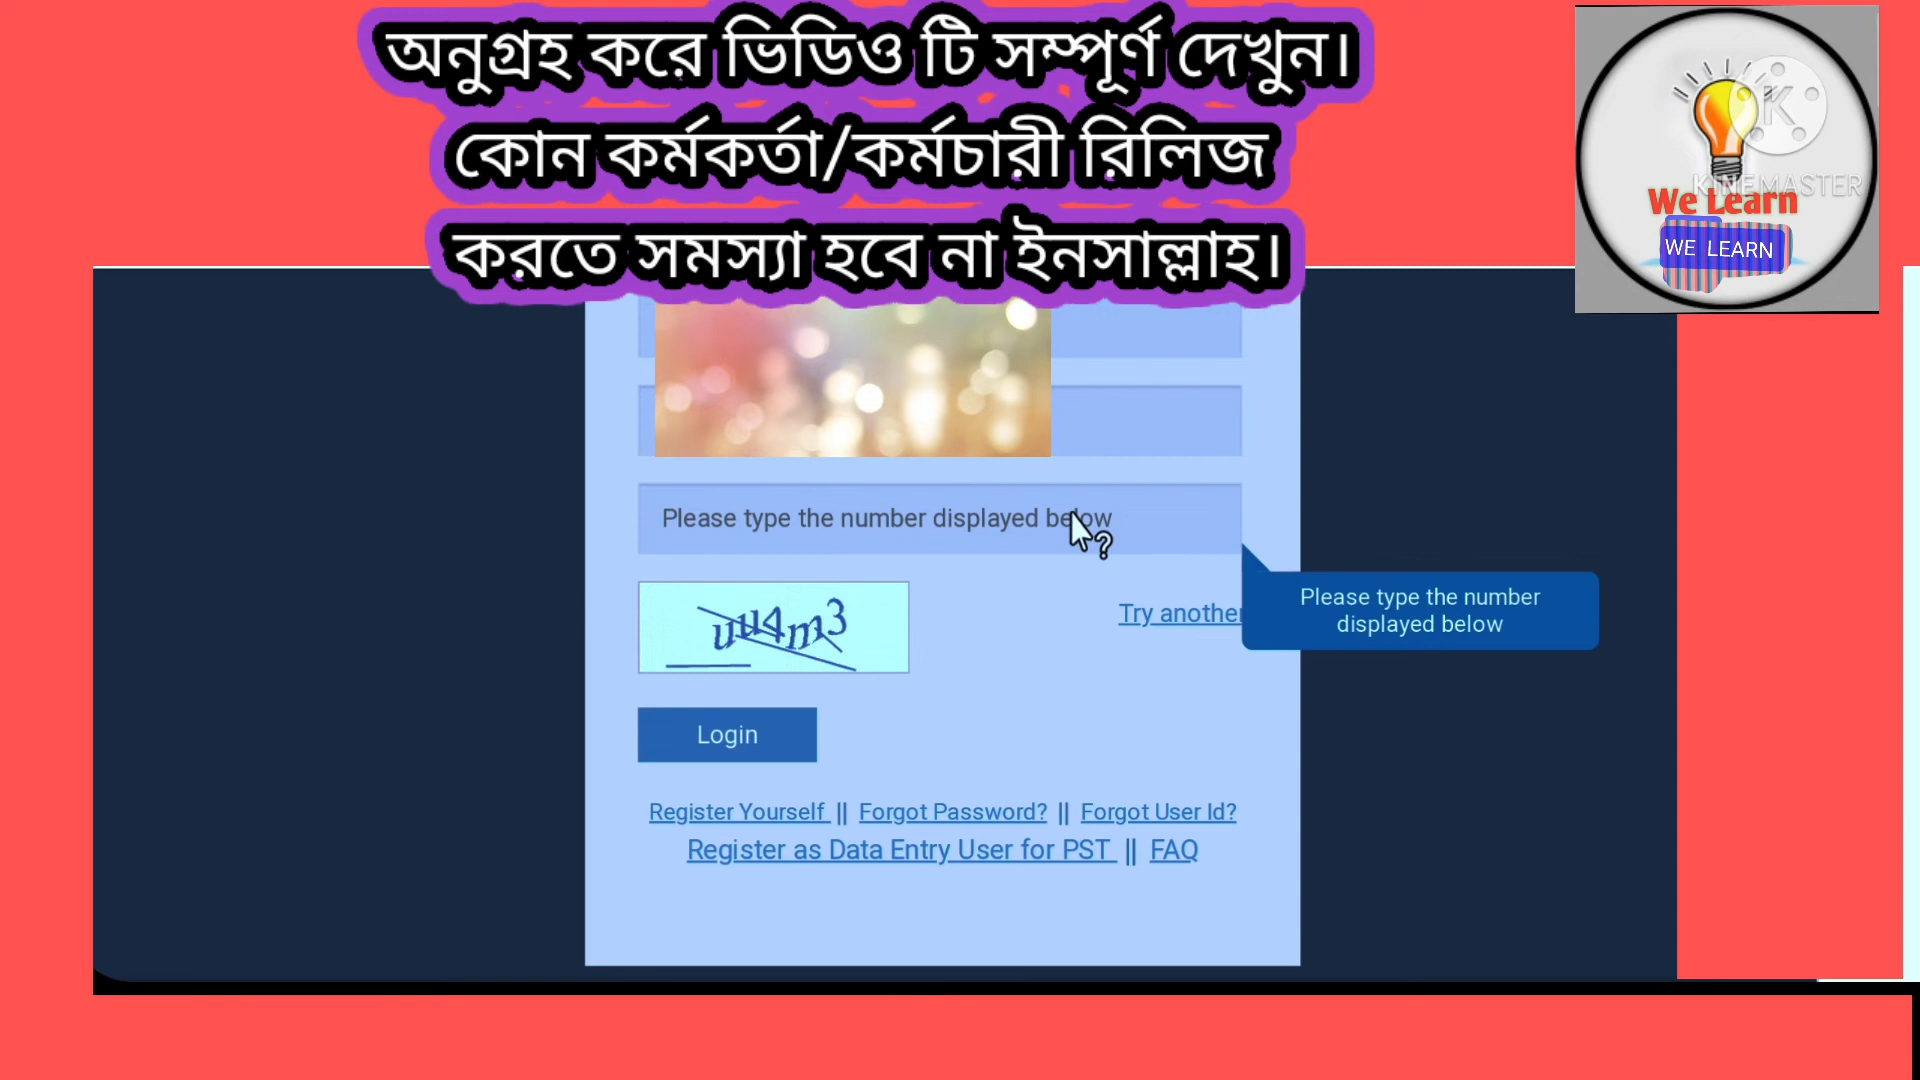 অনুগ্রহ করে ভিডিও টি সম্পূর্ণ দেখুন।
কোন কর্মকর্তা/কর্মচারী রিলিজ
করতে সমস্যা হবে না ইনসাল্লাহ।
KINEMASTER
We Learn
WE LEARN
Please type the number displayed below
Please type the number
displayed below
uu4m3
Try another
Login
Register Yourself || Forgot Password? || Forgot User Id?
Register as Data Entry User for PST || FAQ